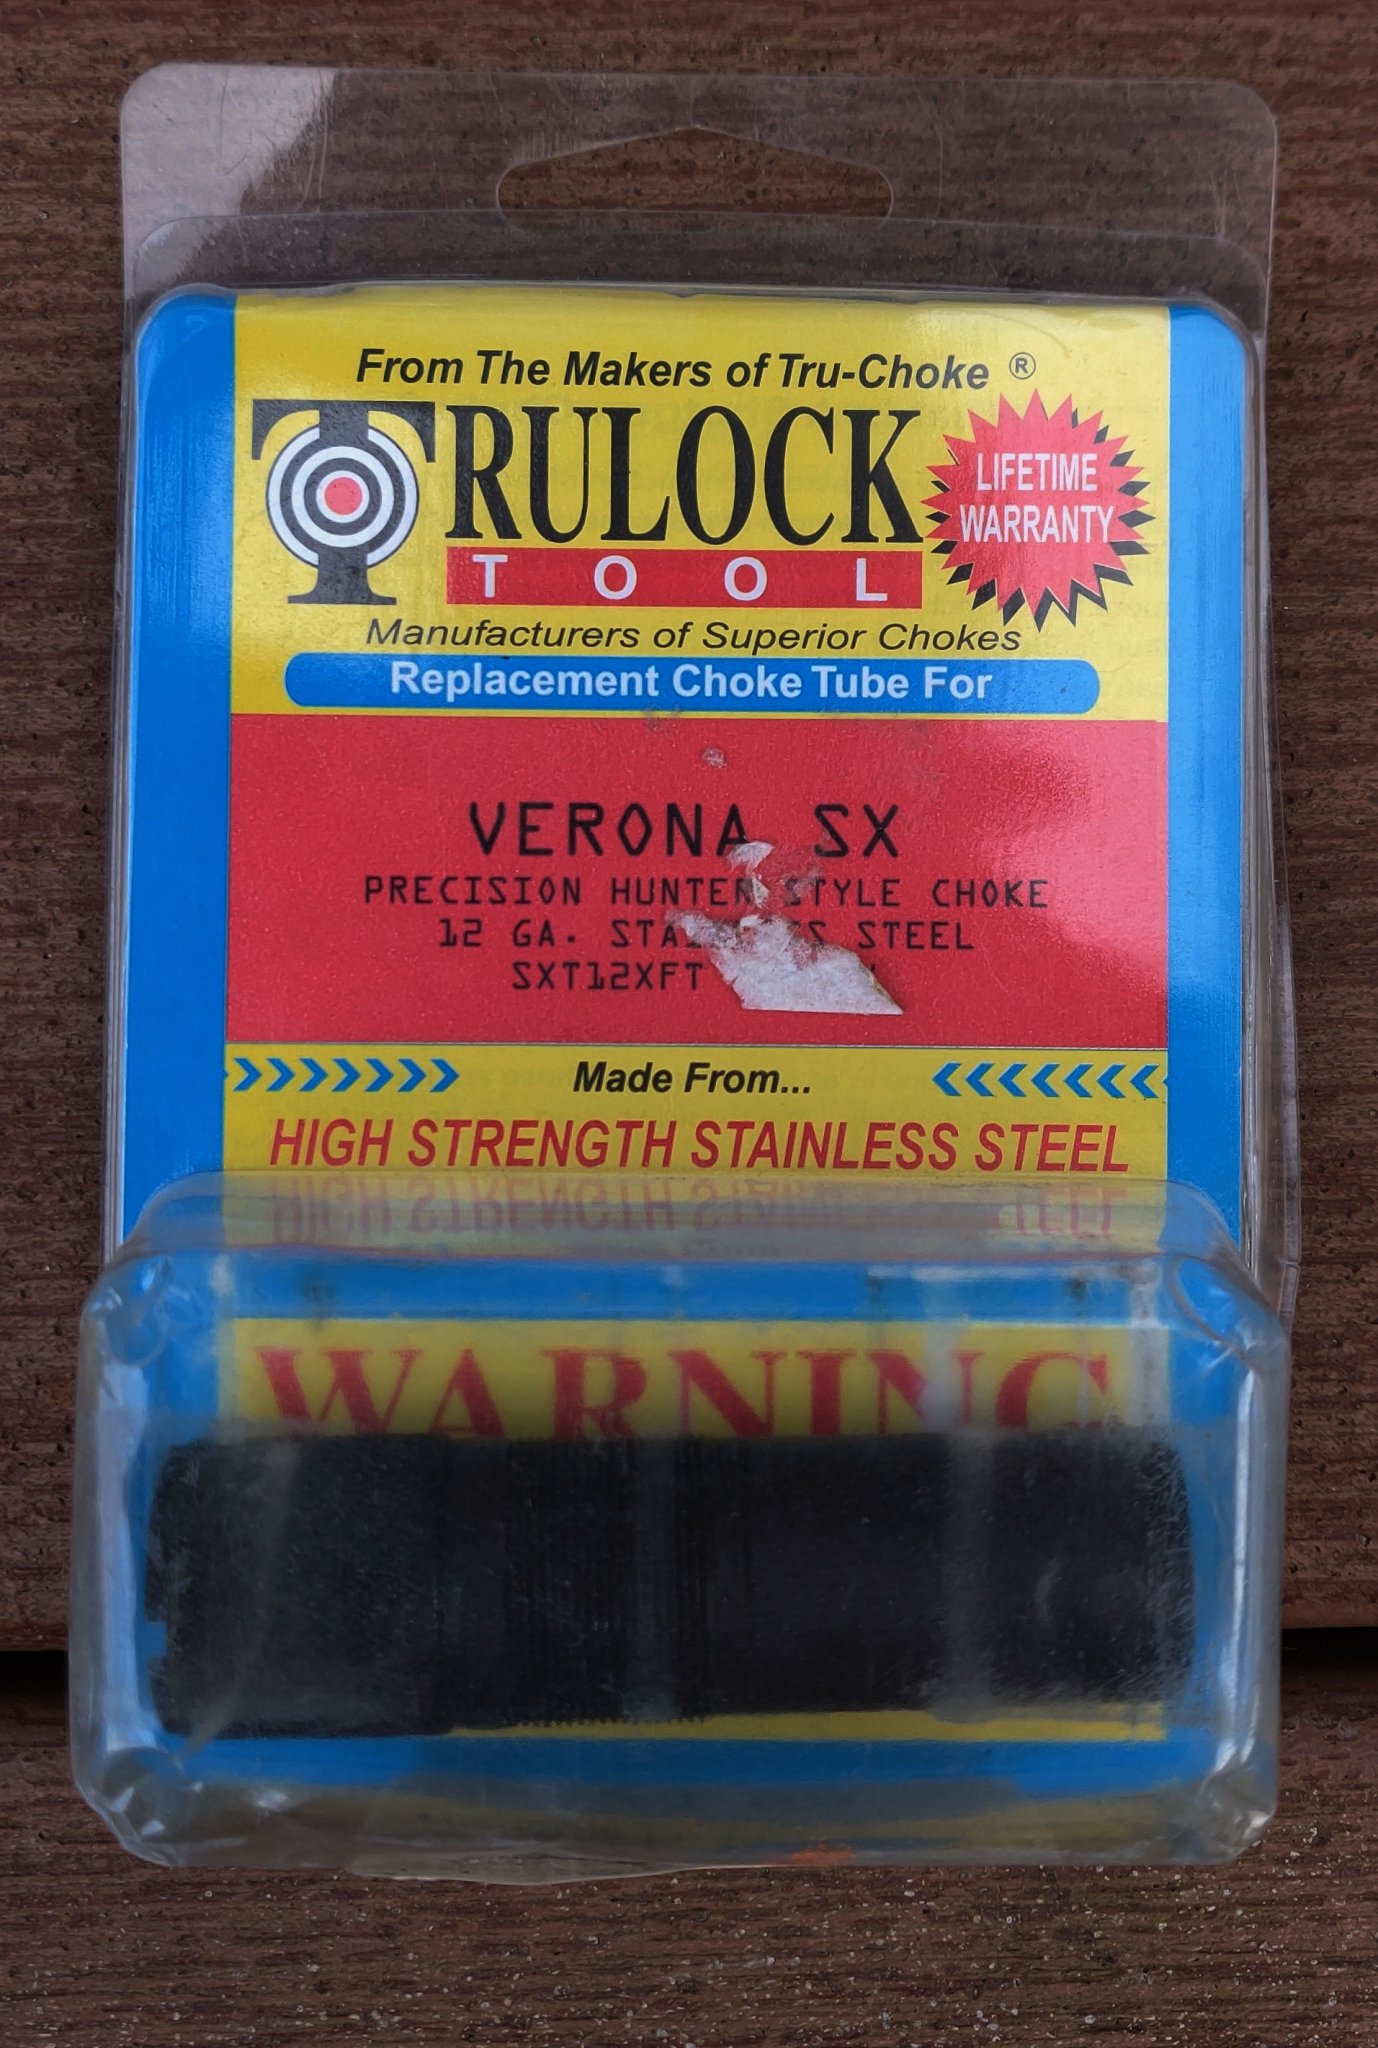 From The Makers of Tru-Choke ®
TRULOCK
TOOL
LIFETIME
WARRANTY
Manufacturers of Superior Chokes
Replacement Choke Tube For
VERONA SX
PRECISION HUNTER STYLE CHOKE
12 GA. STEEL
SXT12XFT
Made From...
HIGH STRENGTH STAINLESS STEEL
WARNING